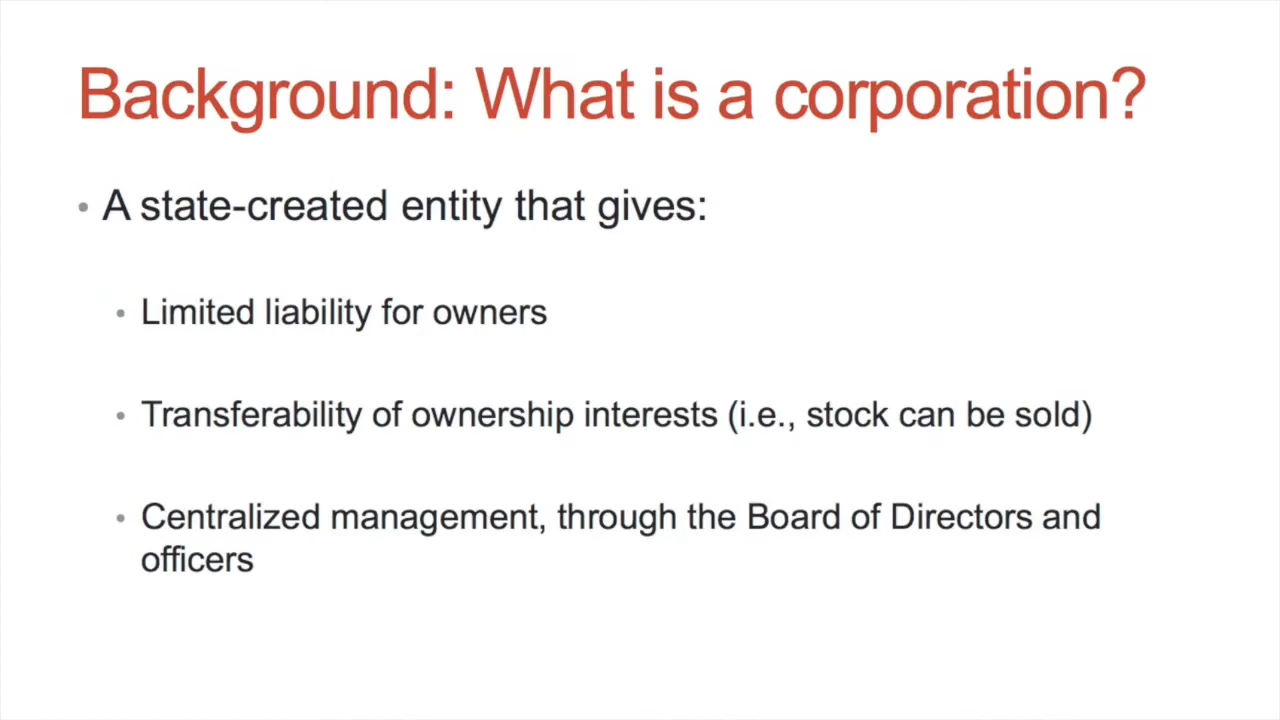 Background: What is a corporation?
• A state-created entity that gives:
• Limited liability for owners
• Transferability of ownership interests (i.e., stock can be sold)
• Centralized management, through the Board of Directors and
officers